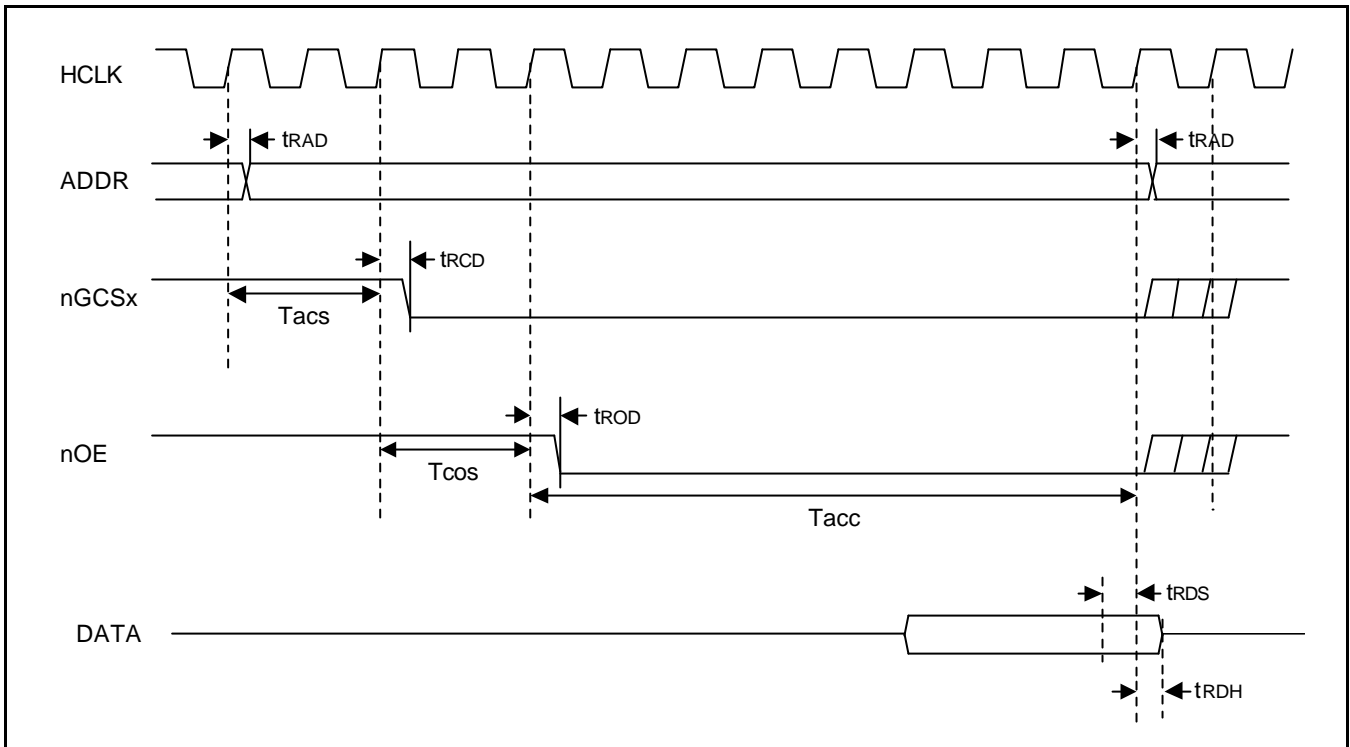 HCLK
tRAD
tRAD
ADDR
tRCD
nGCSx
Tacs
tROD
nOE
Tcos
Tacc
tRDS
DATA
tRDH